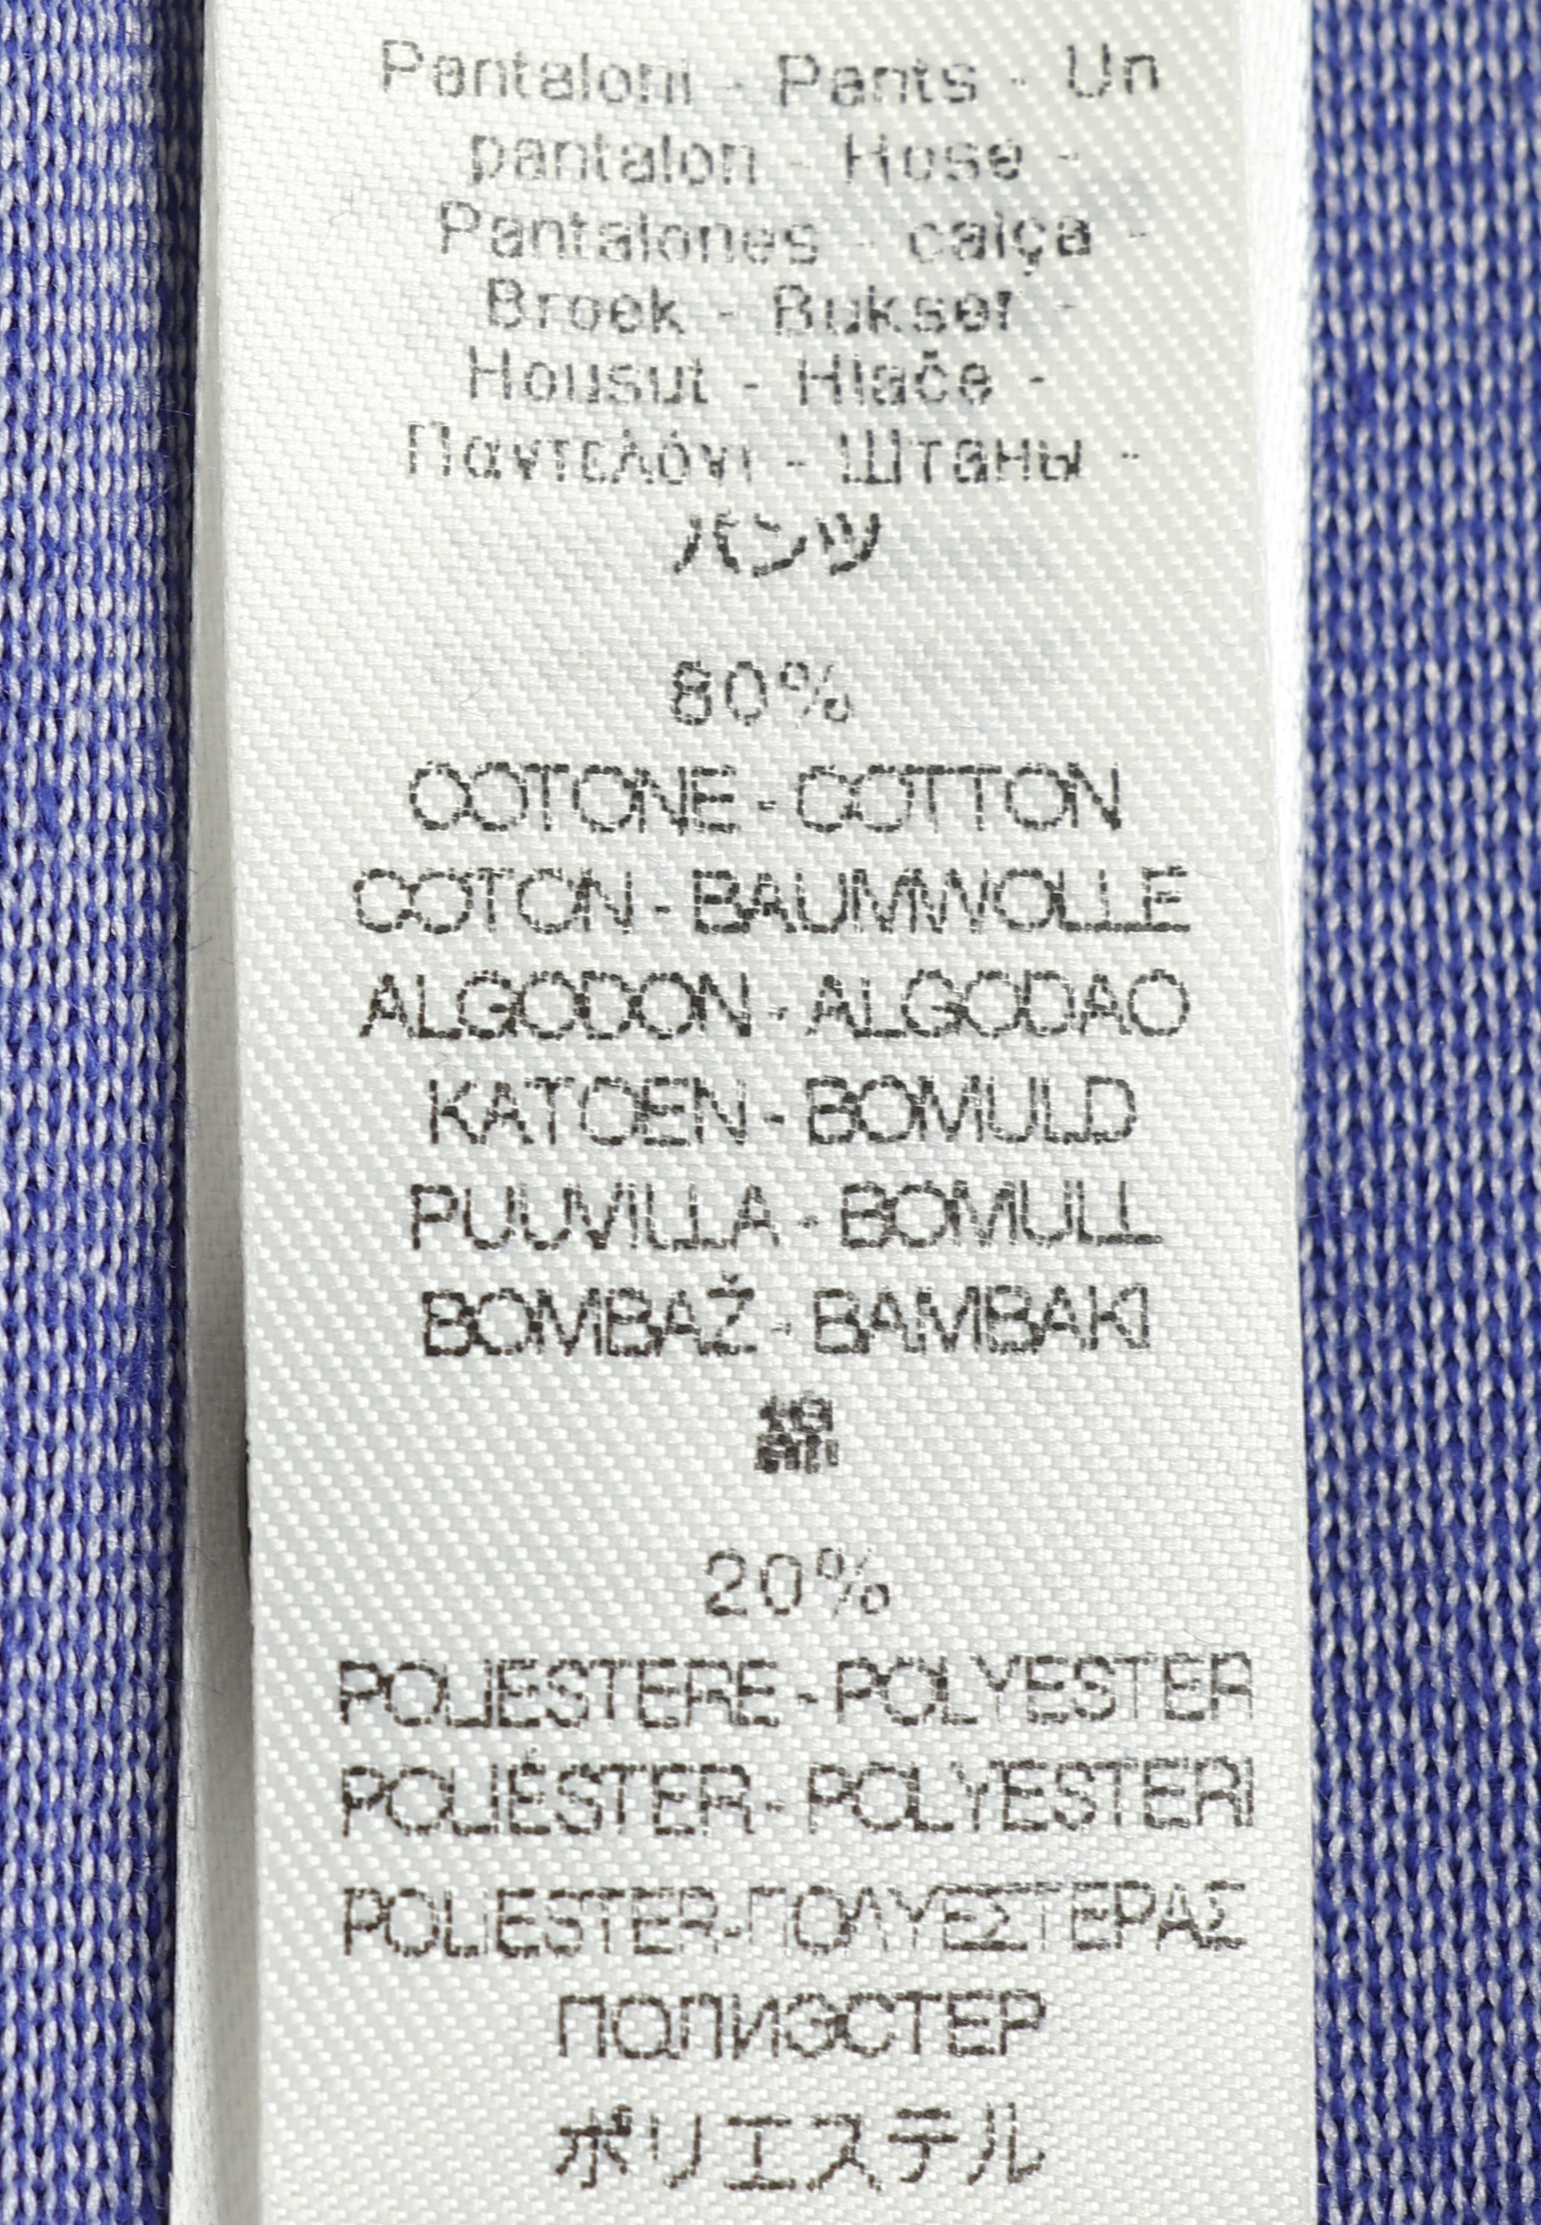 Pantaloni - Pants - Un
pantalon - Hose -
Pantalones - calça -
Broek - Bukser -
Housut - Hlače -
Παντελόνι - Штаны -
パンツ
80%
COTONE - COTTON
COTON - BAUMWOLLE
ALGODON - ALGODAO
KATOEN - BOMULD
PUUVILLA - BOMULL
BOMBAŽ - BAMBAKI
綿
20%
POLIESTERE - POLYESTER
POLIÉSTER - POLYESTERI
POLIESTER-ΠΟΛΥΕΣΤΕΡΑΣ
ПОЛИЭСТЕР
ポリエステル